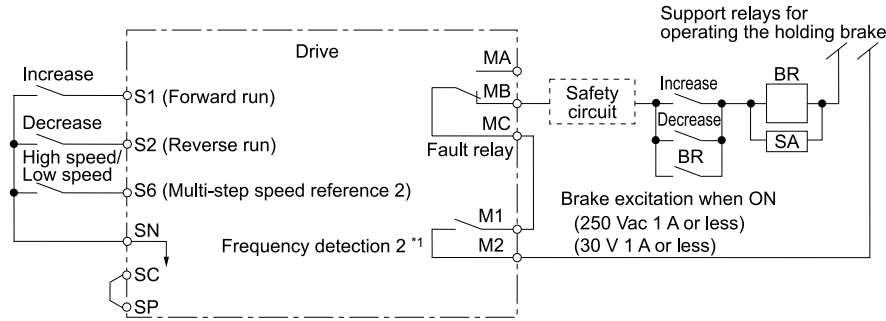 Support relays for
operating the holding brake
Drive
MA
Increase
S1 (Forward run)
MB
Safety
circuit
Increase
BR
Decrease
S2 (Reverse run)
MC
Fault relay
Decrease
SA
High speed/
Low speed
S6 (Multi-step speed reference 2)
BR
Brake excitation when ON
(250 Vac 1 A or less)
(30 V 1 A or less)
SN
Frequency detection 2 *1
M1
M2
SC
SP